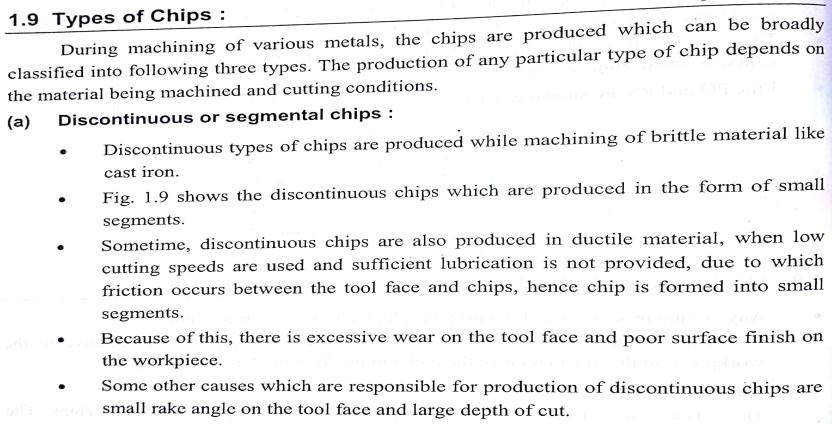 1.9 Types of Chips :
During machining of various metals, the chips are produced which can be broadly
classified into following three types. The production of any particular type of chip depends on
the material being machined and cutting conditions.
(a) Discontinuous or segmental chips :
• Discontinuous types of chips are produced while machining of brittle material like
cast iron.
• Fig. 1.9 shows the discontinuous chips which are produced in the form of small
segments.
• Sometime, discontinuous chips are also produced in ductile material, when low
cutting speeds are used and sufficient lubrication is not provided, due to which
friction occurs between the tool face and chips, hence chip is formed into small
segments.
• Because of this, there is excessive wear on the tool face and poor surface finish on
the workpiece.
• Some other causes which are responsible for production of discontinuous chips are
small rake angle on the tool face and large depth of cut.